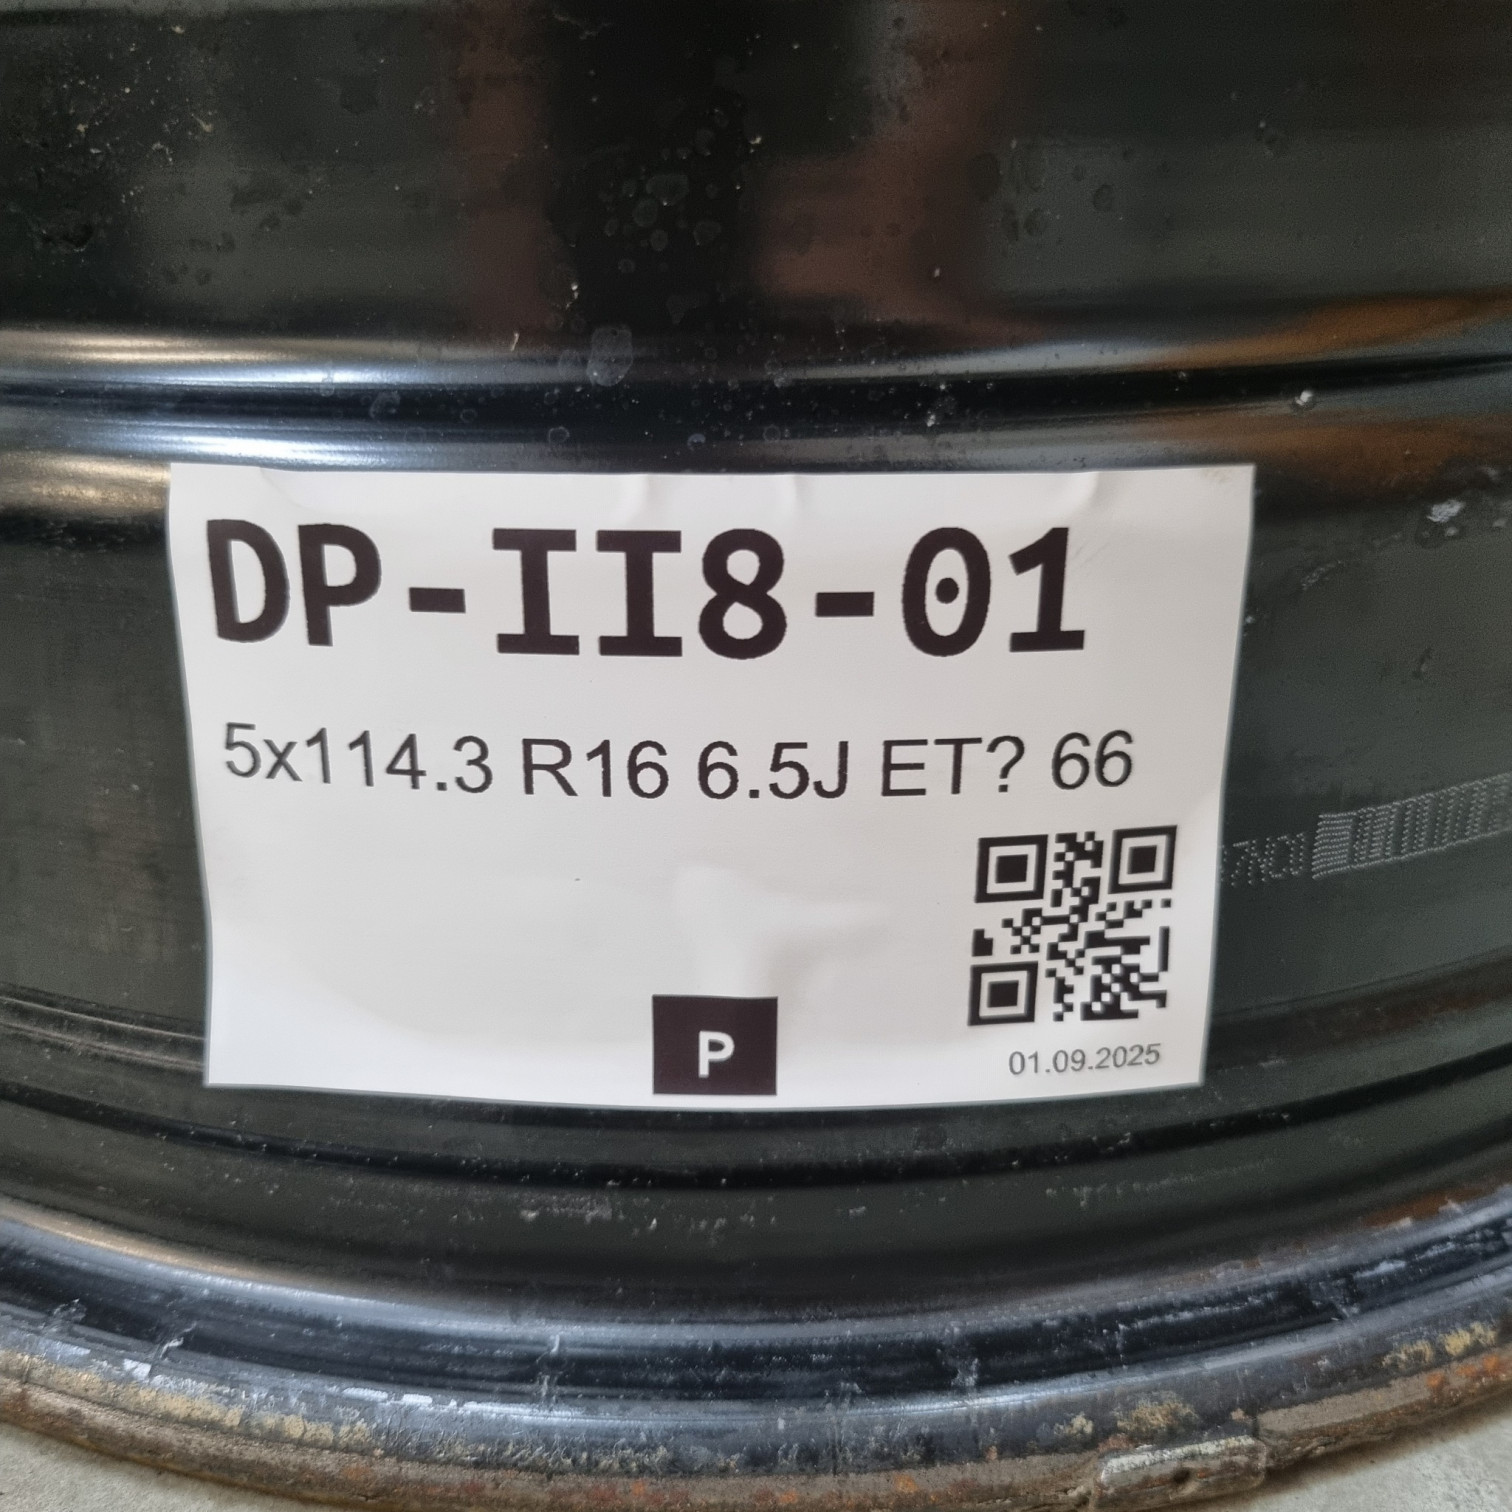 DP-II8-01
5x114.3 R16 6.5J ET? 66
P
01.09.2025